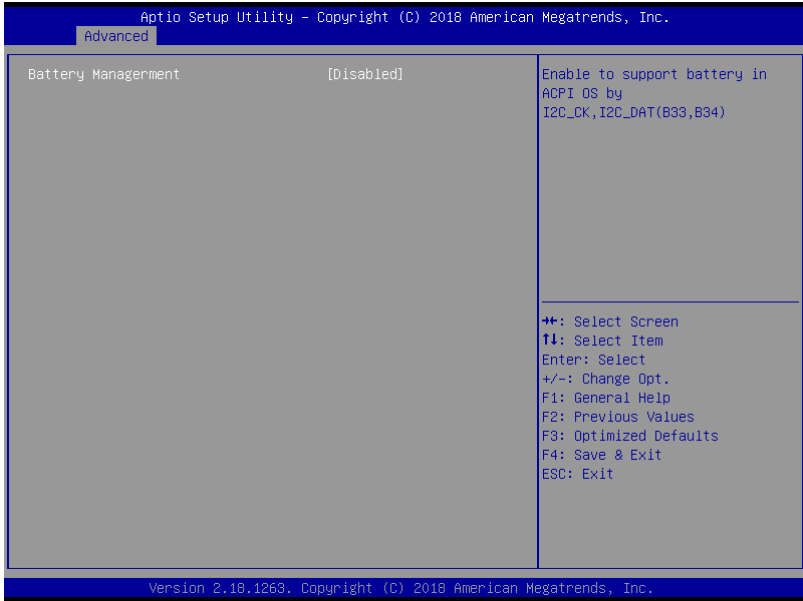 Aptio Setup Utility – Copyright (C) 2018 American Megatrends, Inc.
Advanced
Battery Managerment [Disabled]
Enable to support battery in
ACPI OS by
I2C_CK,I2C_DAT(B33,B34)
→←: Select Screen
↑↓: Select Item
Enter: Select
+/-: Change Opt.
F1: General Help
F2: Previous Values
F3: Optimized Defaults
F4: Save & Exit
ESC: Exit
Version 2.18.1263. Copyright (C) 2018 American Megatrends, Inc.